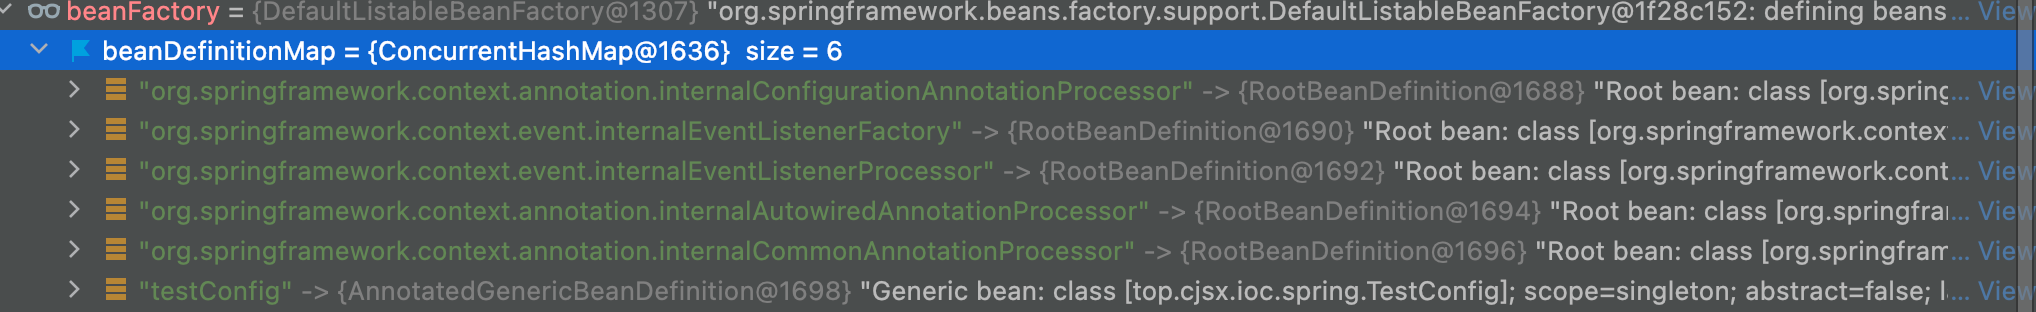 beanFactory = {DefaultListableBeanFactory@1307} "org.springframework.beans.factory.support.DefaultListableBeanFactory@1f28c152: defining beans... View
beanDefinitionMap = {ConcurrentHashMap@1636} size = 6
"org.springframework.context.annotation.internalConfigurationAnnotationProcessor" -> {RootBeanDefinition@1688} "Root bean: class [org.spring... View
"org.springframework.context.event.internalEventListenerFactory" -> {RootBeanDefinition@1690} "Root bean: class [org.springframework.contex... View
"org.springframework.context.event.internalEventListenerProcessor" -> {RootBeanDefinition@1692} "Root bean: class [org.springframework.cont... View
"org.springframework.context.annotation.internalAutowiredAnnotationProcessor" -> {RootBeanDefinition@1694} "Root bean: class [org.springfra... View
"org.springframework.context.annotation.internalCommonAnnotationProcessor" -> {RootBeanDefinition@1696} "Root bean: class [org.springfram... View
"testConfig" -> {AnnotatedGenericBeanDefinition@1698} "Generic bean: class [top.cjsx.ioc.spring.TestConfig]; scope=singleton; abstract=false; l... View